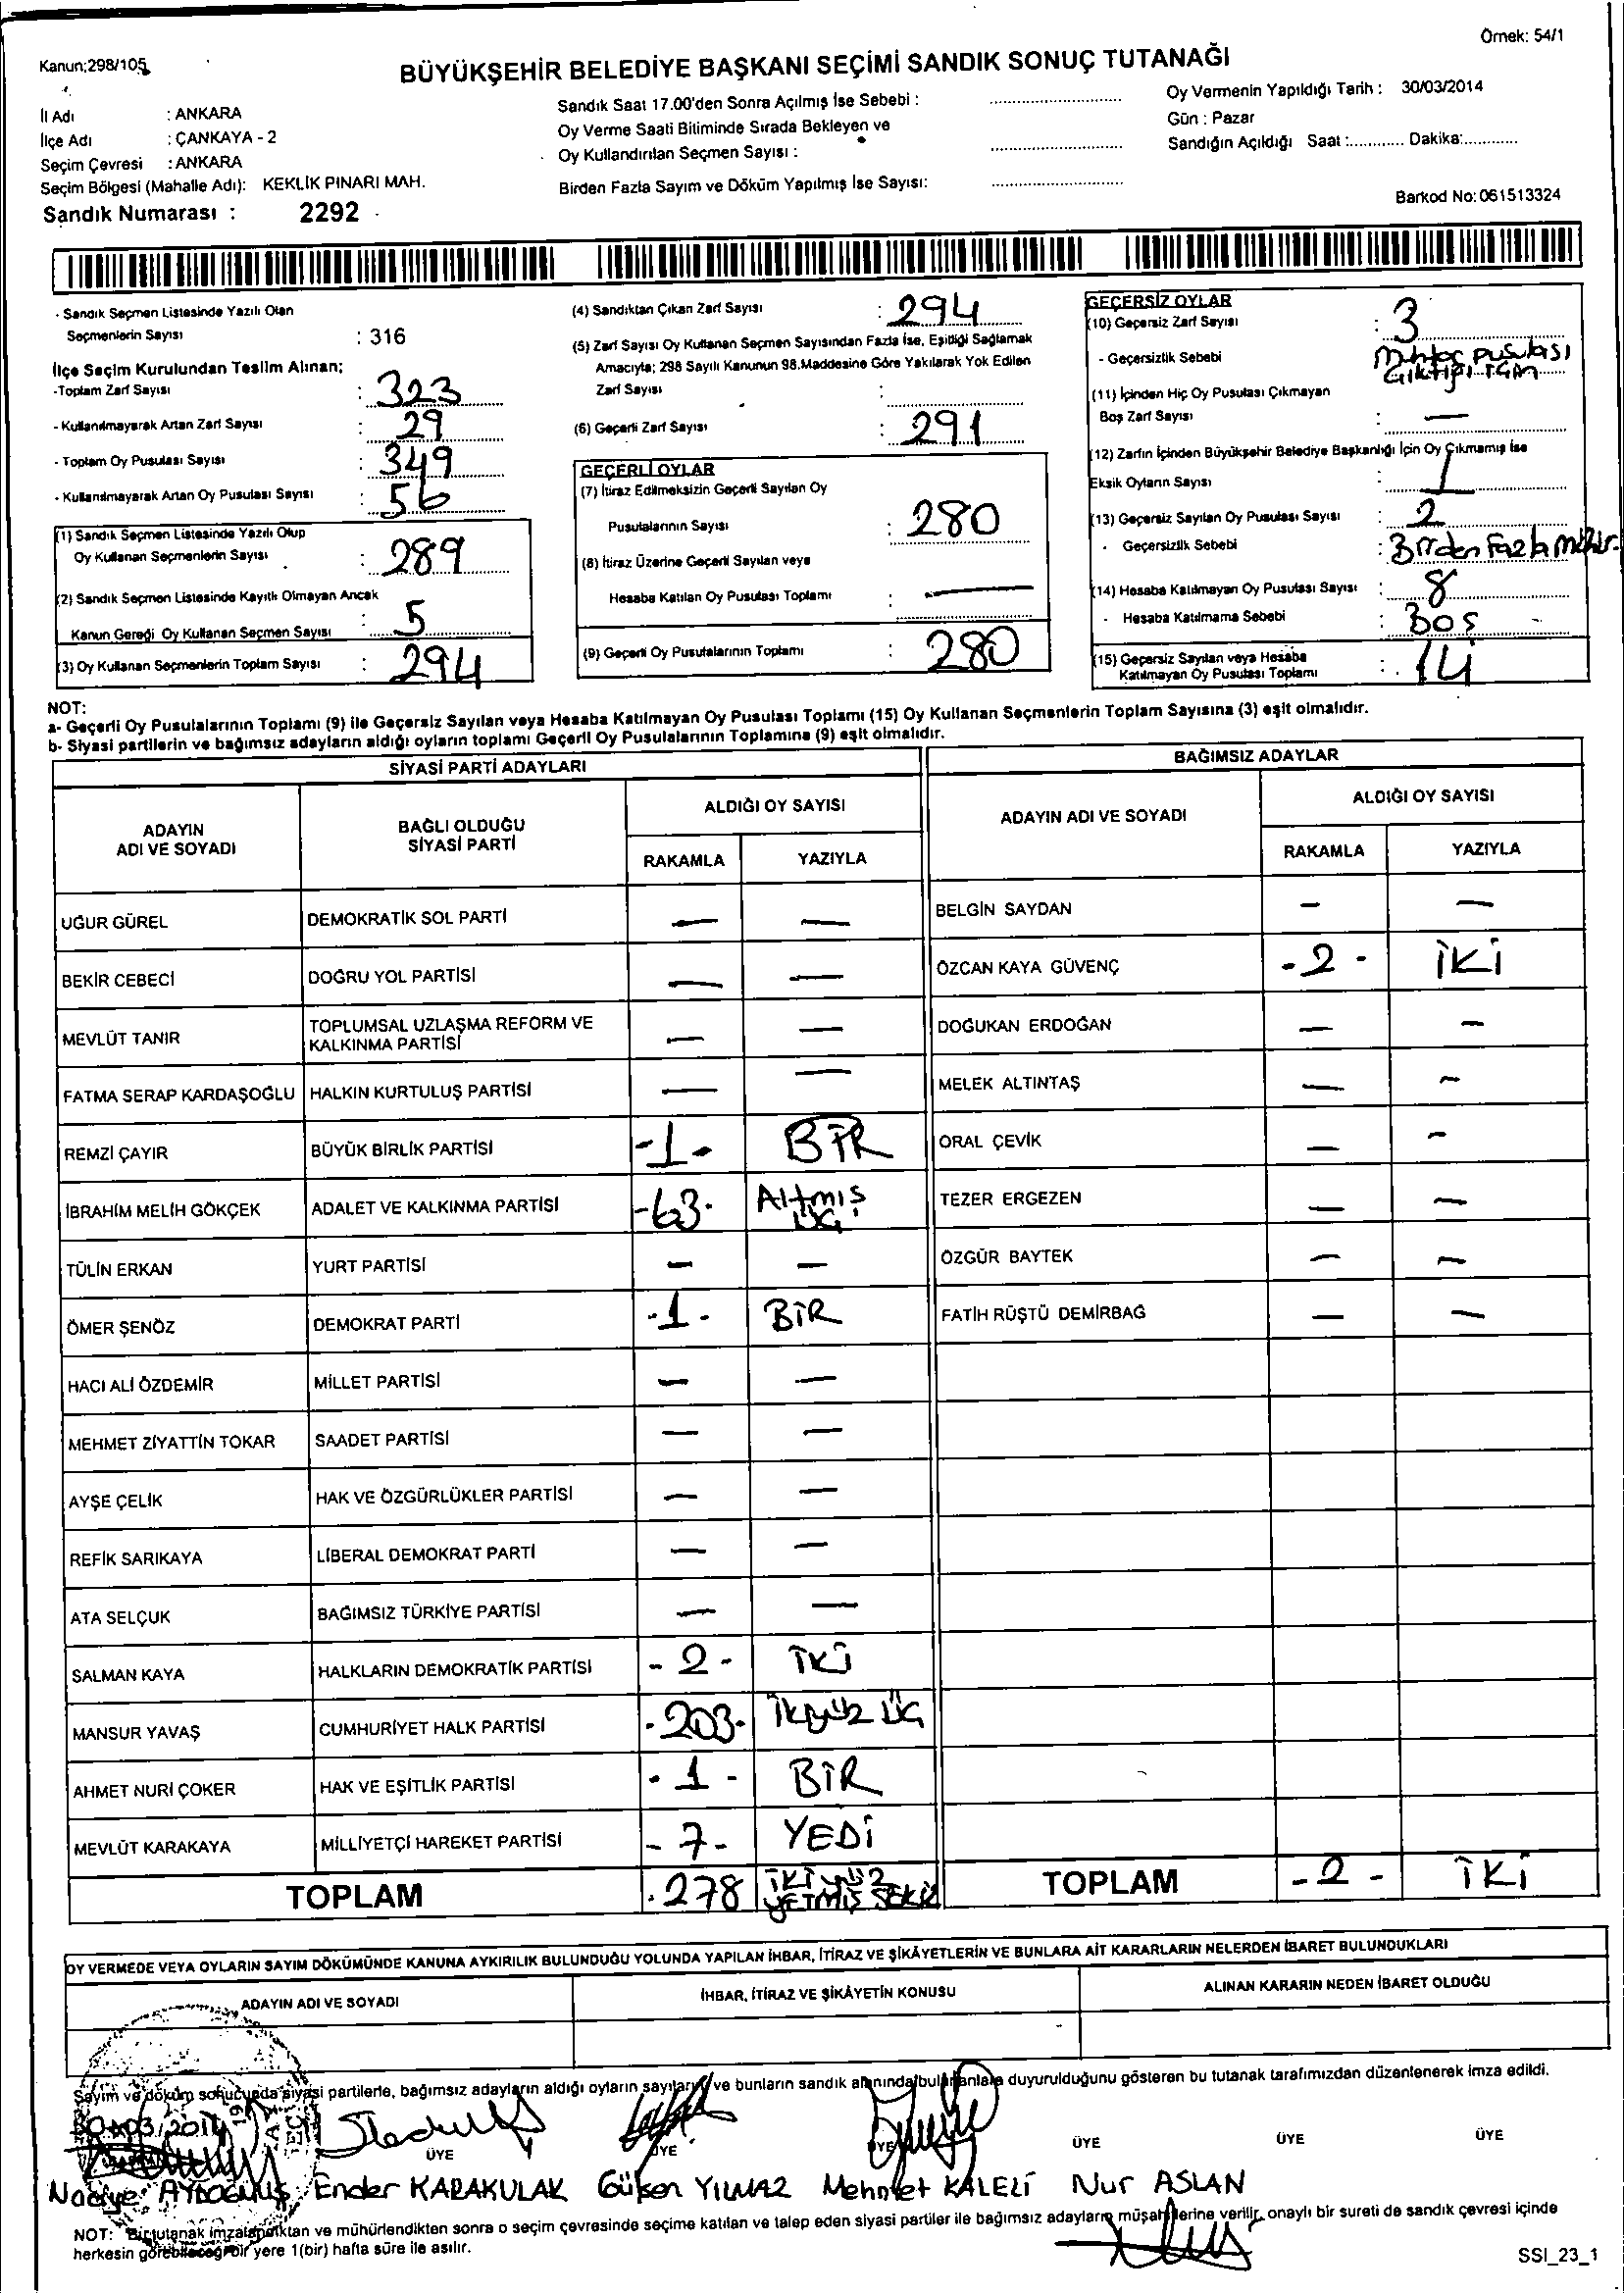 Örnek: 54/1
Kanun;298/105
BÜYÜKŞEHİR BELEDİYE BAŞKANI SEÇİMİ SANDIK SONUÇ TUTANAĞI
İl Adı : ANKARA
İlçe Adı : ÇANKAYA - 2
Seçim Çevresi : ANKARA
Seçim Bölgesi (Mahalle Adı): KEKLİK PINARI MAH.
Sandık Numarası : 2292
Sandık Saat 17.00'den Sonra Açılmış İse Sebebi :
Oy Verme Saati Bitiminde Sırada Bekleyen ve
Oy Kullandırılan Seçmen Sayısı :
Birden Fazla Sayım ve Döküm Yapılmış İse Sayısı:
Oy Vermenin Yapıldığı Tarih : 30/03/2014
Gün : Pazar
Sandığın Açıldığı Saat :............ Dakika:............
Barkod No: 061513324
- Sandık Seçmen Listesinde Yazılı Olan
Seçmenlerin Sayısı : 316
İlçe Seçim Kurulundan Teslim Alınan;
-Toplam Zarf Sayısı : 323
- Kullanılmayarak Artan Zarf Sayısı : 29
- Toplam Oy Pusulası Sayısı : 349
- Kullanılmayarak Artan Oy Pusulası Sayısı : 56
(1) Sandık Seçmen Listesinde Yazılı Olup
Oy Kullanan Seçmenlerin Sayısı : 289
(2) Sandık Seçmen Listesinde Kayıtlı Olmayan Ancak
Kanun Gereği Oy Kullanan Seçmen Sayısı : 5
(3) Oy Kullanan Seçmenlerin Toplam Sayısı : 294
(4) Sandıktan Çıkan Zarf Sayısı : 294
(5) Zarf Sayısı Oy Kullanan Seçmen Sayısından Fazla İse, Eşitliği Sağlamak
Amacıyla; 298 Sayılı Kanunun 98.Maddesine Göre Yakılarak Yok Edilen
Zarf Sayısı :
(6) Geçerli Zarf Sayısı : 291
GEÇERLİ OYLAR
(7) İtiraz Edilmeksizin Geçerli Sayılan Oy
Pusulalarının Sayısı : 280
(8) İtiraz Üzerine Geçerli Sayılan veya
Hesaba Katılan Oy Pusulası Toplamı : —
(9) Geçerli Oy Pusulalarının Toplamı : 280
GEÇERSİZ OYLAR
(10) Geçersiz Zarf Sayısı : 3
- Geçersizlik Sebebi : Muhtaç pusulası
Çıktığı için
(11) İçinden Hiç Oy Pusulası Çıkmayan
Boş Zarf Sayısı : —
(12) Zarfın İçinden Büyükşehir Belediye Başkanlığı İçin Oy Çıkmamış İse
Eksik Oyların Sayısı : 1
(13) Geçersiz Sayılan Oy Pusulası Sayısı : 2
- Geçersizlik Sebebi : Birden Fazla mühür.
(14) Hesaba Katılmayan Oy Pusulası Sayısı : 8
- Hesaba Katılmama Sebebi : BOŞ
(15) Geçersiz Sayılan veya Hesaba
Katılmayan Oy Pusulası Toplamı : 14
NOT:
a- Geçerli Oy Pusulalarının Toplamı (9) ile Geçersiz Sayılan veya Hesaba Katılmayan Oy Pusulası Toplamı (15) Oy Kullanan Seçmenlerin Toplam Sayısına (3) eşit olmalıdır.
b- Siyasi partilerin ve bağımsız adayların aldığı oyların toplamı Geçerli Oy Pusulalarının Toplamına (9) eşit olmalıdır.
SİYASİ PARTİ ADAYLARI
ADAYIN ADI VE SOYADI
BAĞLI OLDUĞU SİYASİ PARTİ
ALDIĞI OY SAYISI
RAKAMLA YAZIYLA
UĞUR GÜREL DEMOKRATİK SOL PARTİ — —
BEKİR CEBECİ DOĞRU YOL PARTİSİ — —
MEVLÜT TANIR TOPLUMSAL UZLAŞMA REFORM VE KALKINMA PARTİSİ — —
FATMA SERAP KARDAŞOĞLU HALKIN KURTULUŞ PARTİSİ — —
REMZİ ÇAYIR BÜYÜK BİRLİK PARTİSİ -1- BİR
İBRAHİM MELİH GÖKÇEK ADALET VE KALKINMA PARTİSİ -63- Altmış üç
TÜLİN ERKAN YURT PARTİSİ — —
ÖMER ŞENÖZ DEMOKRAT PARTİ -1- BİR
HACI ALİ ÖZDEMİR MİLLET PARTİSİ — —
MEHMET ZİYATTİN TOKAR SAADET PARTİSİ — —
AYŞE ÇELİK HAK VE ÖZGÜRLÜKLER PARTİSİ — —
REFİK SARIKAYA LİBERAL DEMOKRAT PARTİ — —
ATA SELÇUK BAĞIMSIZ TÜRKİYE PARTİSİ — —
SALMAN KAYA HALKLARIN DEMOKRATİK PARTİSİ -2- İKİ
MANSUR YAVAŞ CUMHURİYET HALK PARTİSİ -203- İkiyüz üç
AHMET NURİ ÇOKER HAK VE EŞİTLİK PARTİSİ -1- BİR
MEVLÜT KARAKAYA MİLLİYETÇİ HAREKET PARTİSİ -7- YEDİ
TOPLAM -278 İKİ yüz YETMİŞ SEKİZ
BAĞIMSIZ ADAYLAR
ADAYIN ADI VE SOYADI
ALDIĞI OY SAYISI
RAKAMLA YAZIYLA
BELGİN SAYDAN — —
ÖZCAN KAYA GÜVENÇ -2- İKİ
DOĞUKAN ERDOĞAN — —
MELEK ALTINTAŞ — —
ORAL ÇEVİK — —
TEZER ERGEZEN — —
ÖZGÜR BAYTEK — —
FATİH RÜŞTÜ DEMİRBAĞ — —
TOPLAM -2- İKİ
OY VERMEDE VEYA OYLARIN SAYIM DÖKÜMÜNDE KANUNA AYKIRILIK BULUNDUĞU YOLUNDA YAPILAN İHBAR, İTİRAZ VE ŞİKÂYETLERİN VE BUNLARA AİT KARARLARIN NELERDEN İBARET BULUNDUKLARI
ADAYIN ADI VE SOYADI İHBAR, İTİRAZ VE ŞİKÂYETİN KONUSU ALINAN KARARIN NEDEN İBARET OLDUĞU
Sayım ve döküm sonucunda siyasi partilerle, bağımsız adayların aldığı oyların sayılarını ve bunların sandık alanında bulunanlara duyurulduğunu gösteren bu tutanak tarafımızdan düzenlenerek imza edildi.
30/03/2014
ÜYE ÜYE ÜYE ÜYE ÜYE ÜYE
Naciye AYDOĞMUŞ Ender KARAKULAK Gülsen YILMAZ Mehmet KALELİ Nur ASLAN
NOT: Bir tutanak imzalandıktan ve mühürlendikten sonra o seçim çevresinde seçime katılan ve talep eden siyasi partiler ile bağımsız adayların müşahitlerine verilir, onaylı bir sureti de sandık çevresi içinde
herkesin görebileceği bir yere 1(bir) hafta süre ile asılır.
SSI_23_1